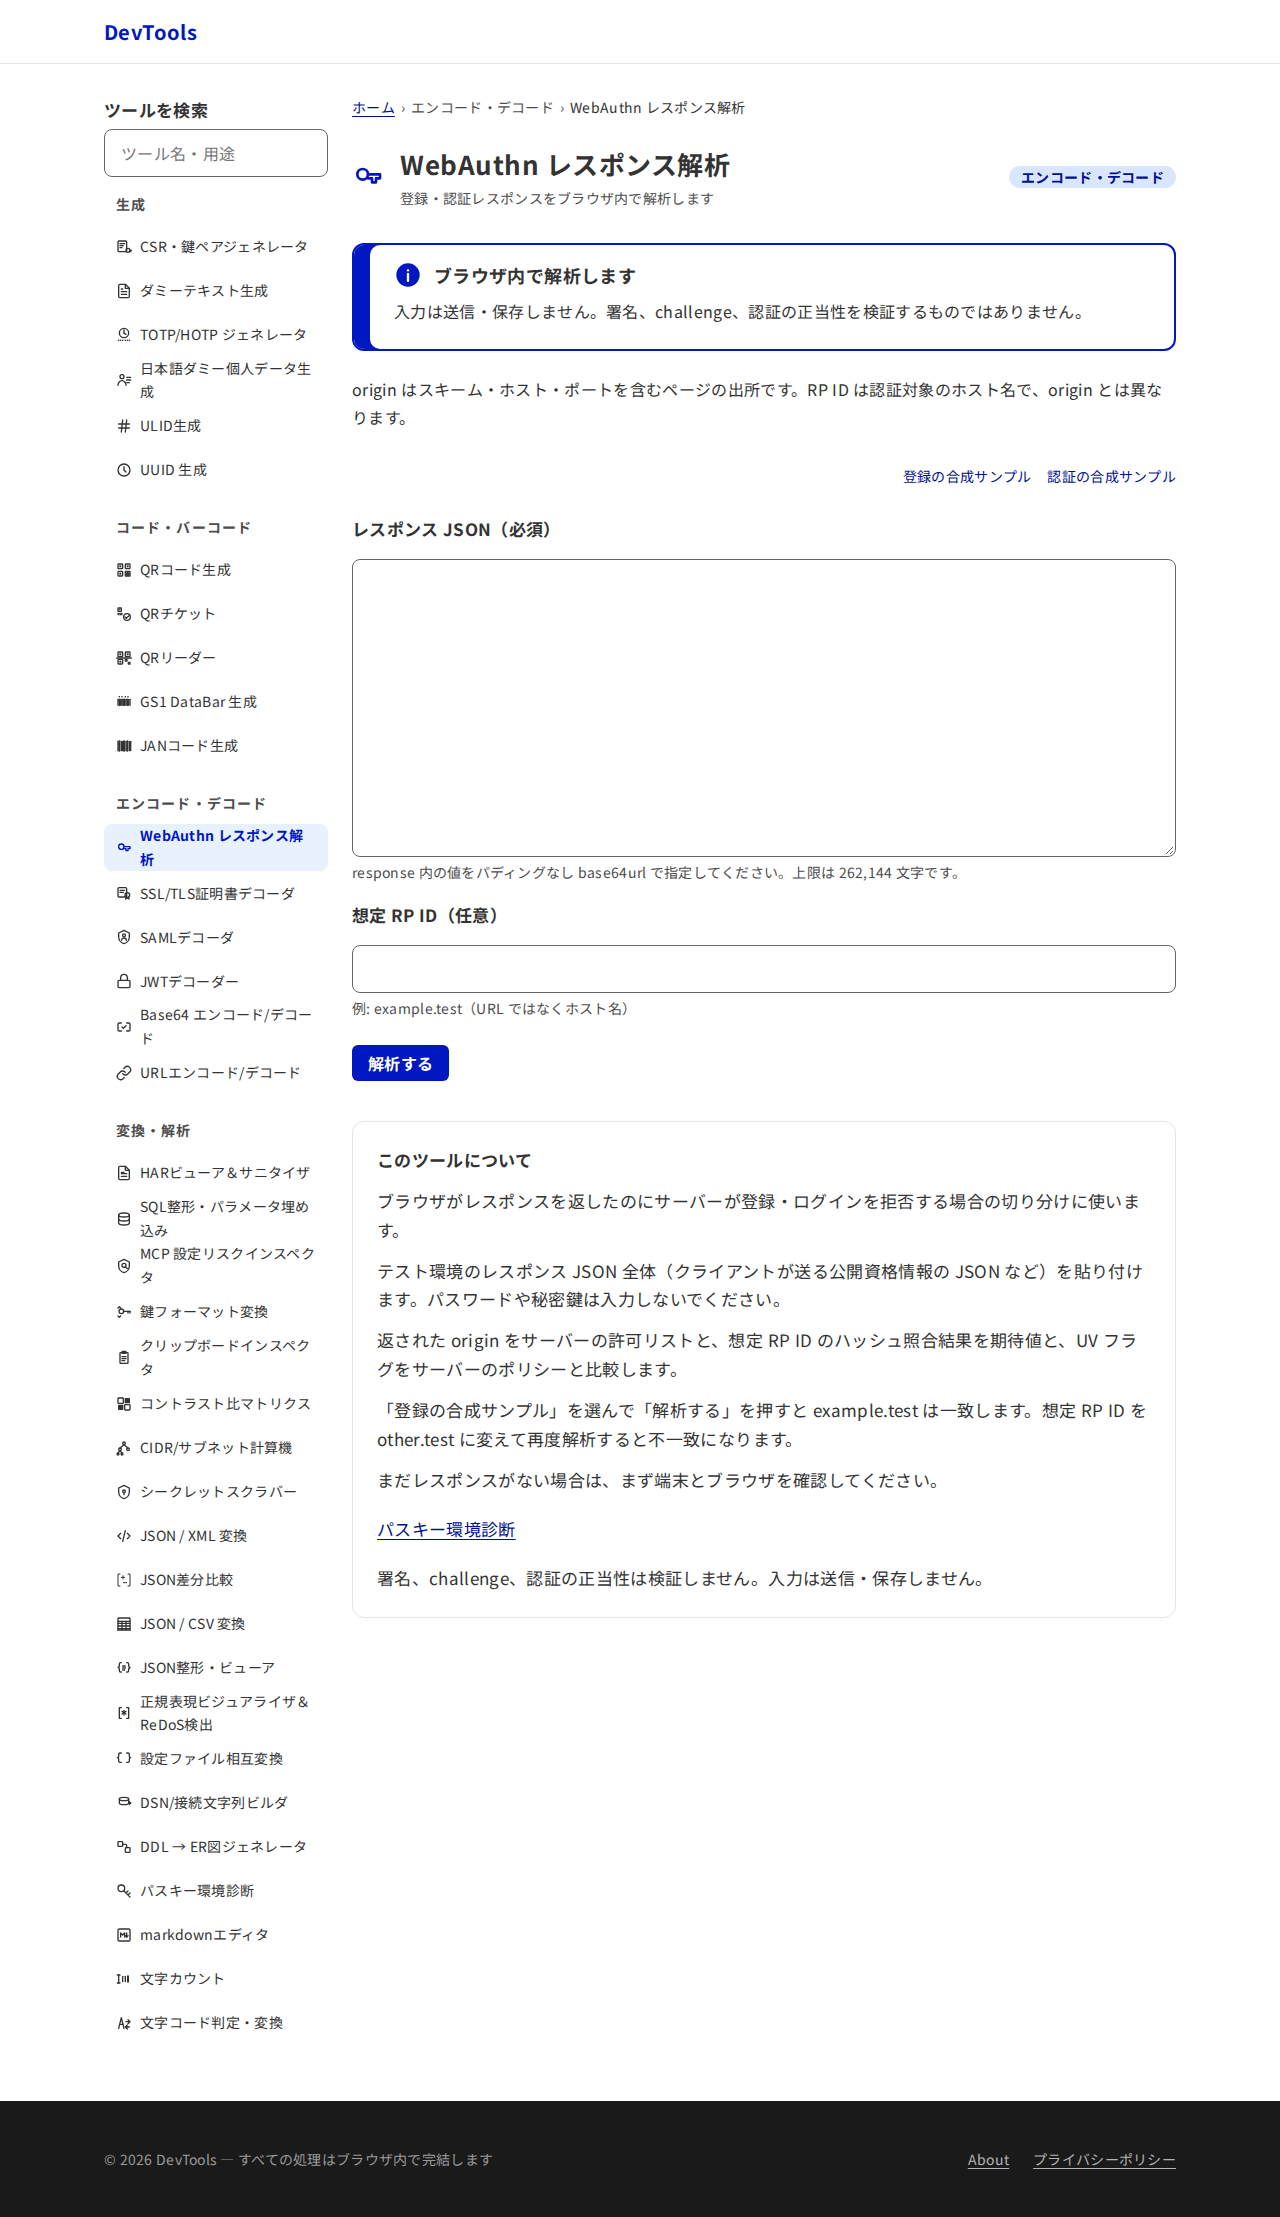 DevTools
ツールを検索
ツール名・用途
生成
CSR・鍵ペアジェネレータ
ダミーテキスト生成
TOTP/HOTP ジェネレータ
日本語ダミー個人データ生
成
ULID生成
UUID 生成
コード・バーコード
QRコード生成
QRチケット
QRリーダー
GS1 DataBar 生成
JANコード生成
エンコード・デコード
WebAuthn レスポンス解
析
SSL/TLS証明書デコーダ
SAMLデコーダ
JWTデコーダー
Base64 エンコード/デコー
ド
URLエンコード/デコード
変換・解析
HARビューア＆サニタイザ
SQL整形・パラメータ埋め
込み
MCP 設定リスクインスペク
タ
鍵フォーマット変換
クリップボードインスペク
タ
コントラスト比マトリクス
CIDR/サブネット計算機
シークレットスクラバー
JSON / XML 変換
JSON差分比較
JSON / CSV 変換
JSON整形・ビューア
正規表現ビジュアライザ＆
ReDoS検出
設定ファイル相互変換
DSN/接続文字列ビルダ
DDL → ER図ジェネレータ
パスキー環境診断
markdownエディタ
文字カウント
文字コード判定・変換
ホーム › エンコード・デコード › WebAuthn レスポンス解析
WebAuthn レスポンス解析
登録・認証レスポンスをブラウザ内で解析します
エンコード・デコード
ブラウザ内で解析します
入力は送信・保存しません。署名、challenge、認証の正当性を検証するものではありません。
origin はスキーム・ホスト・ポートを含むページの出所です。RP ID は認証対象のホスト名で、origin とは異な
ります。
登録の合成サンプル 認証の合成サンプル
レスポンス JSON（必須）
response 内の値をパディングなし base64url で指定してください。上限は 262,144 文字です。
想定 RP ID（任意）
例: example.test（URL ではなくホスト名）
解析する
このツールについて
ブラウザがレスポンスを返したのにサーバーが登録・ログインを拒否する場合の切り分けに使いま
す。
テスト環境のレスポンス JSON 全体（クライアントが送る公開資格情報の JSON など）を貼り付け
ます。パスワードや秘密鍵は入力しないでください。
返された origin をサーバーの許可リストと、想定 RP ID のハッシュ照合結果を期待値と、UV フラ
グをサーバーのポリシーと比較します。
「登録の合成サンプル」を選んで「解析する」を押すと example.test は一致します。想定 RP ID を
other.test に変えて再度解析すると不一致になります。
まだレスポンスがない場合は、まず端末とブラウザを確認してください。
パスキー環境診断
署名、challenge、認証の正当性は検証しません。入力は送信・保存しません。
© 2026 DevTools — すべての処理はブラウザ内で完結します
About プライバシーポリシー